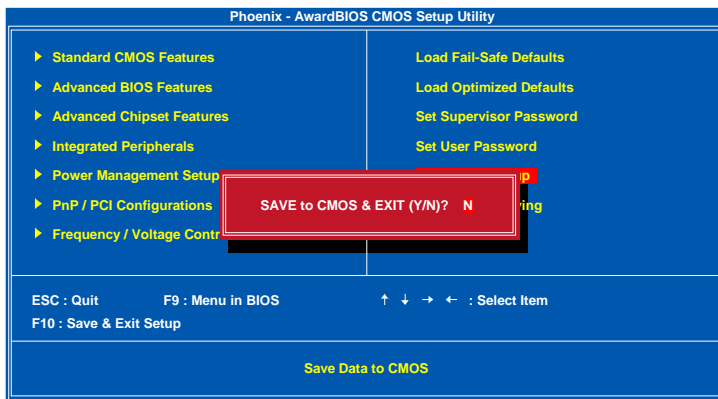 Phoenix - AwardBIOS CMOS Setup Utility
Standard CMOS Features
Advanced BIOS Features
Advanced Chipset Features
Integrated Peripherals
Power Management Setup
PnP / PCI Configurations
Frequency / Voltage Contr
Load Fail-Safe Defaults
Load Optimized Defaults
Set Supervisor Password
Set User Password
SAVE to CMOS & EXIT (Y/N)? N
ESC : Quit F9 : Menu in BIOS ↑ ↓ → ← : Select Item
F10 : Save & Exit Setup
Save Data to CMOS